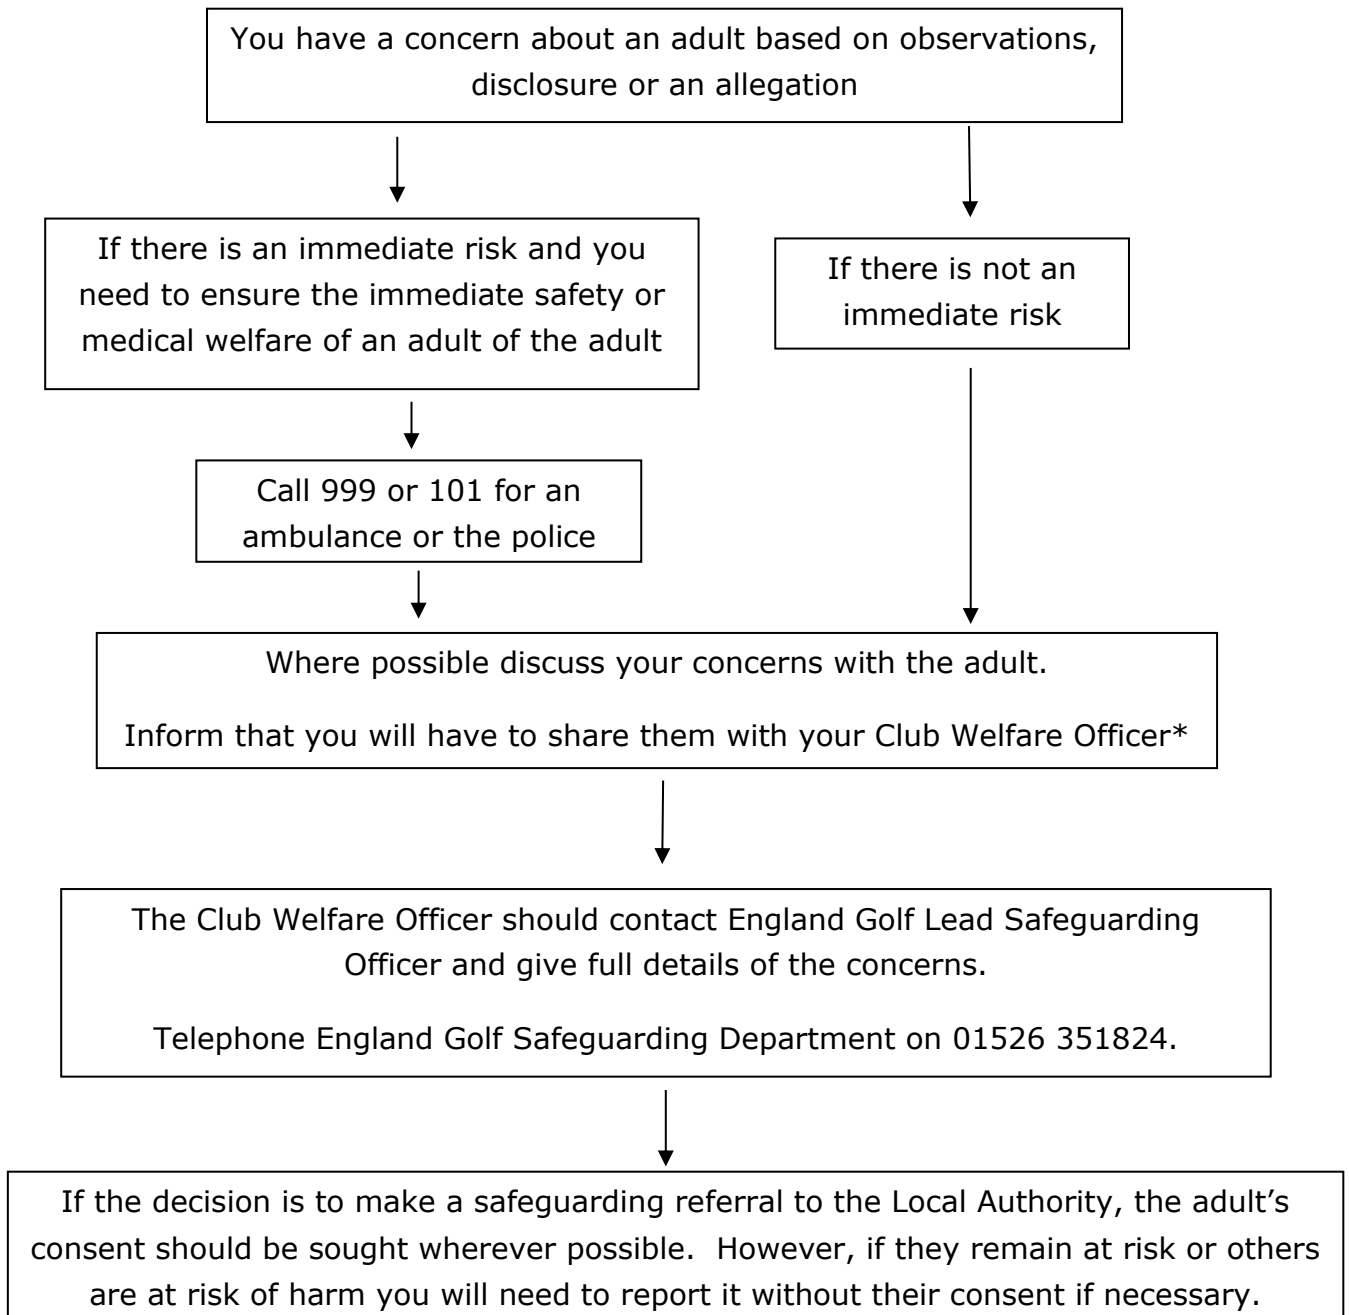 You have a concern about an adult based on observations,
disclosure or an allegation
If there is an immediate risk and you
need to ensure the immediate safety or
medical welfare of an adult of the adult
If there is not an
immediate risk
Call 999 or 101 for an
ambulance or the police
Where possible discuss your concerns with the adult.
Inform that you will have to share them with your Club Welfare Officer*
The Club Welfare Officer should contact England Golf Lead Safeguarding
Officer and give full details of the concerns.
Telephone England Golf Safeguarding Department on 01526 351824.
If the decision is to make a safeguarding referral to the Local Authority, the adult’s
consent should be sought wherever possible.  However, if they remain at risk or others
are at risk of harm you will need to report it without their consent if necessary.